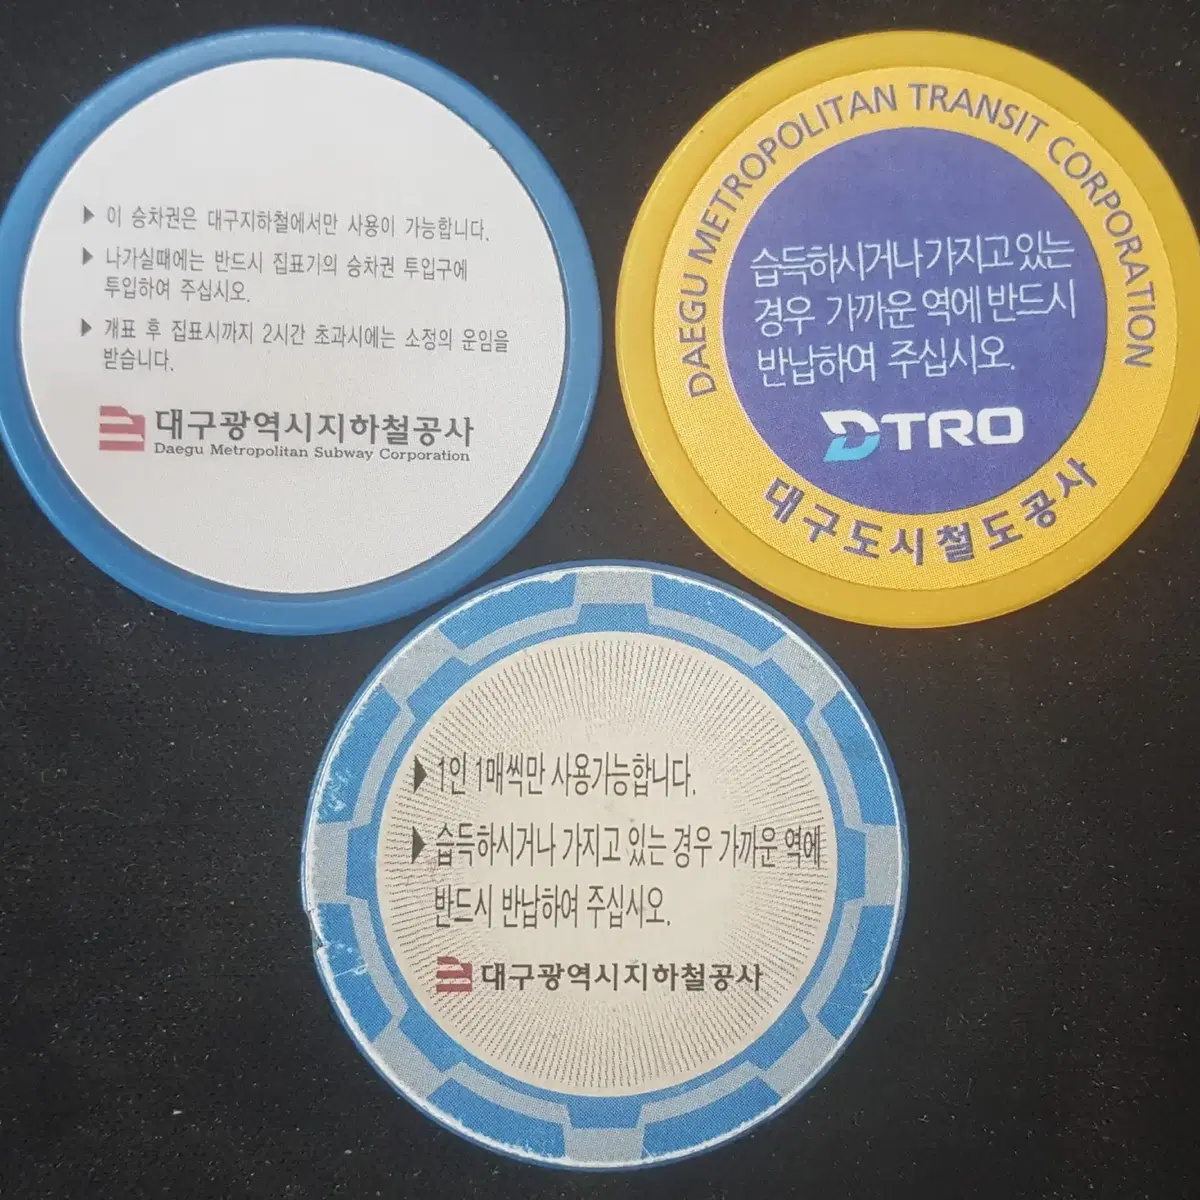 ▶ 이 승차권은 대구지하철에서만 사용이 가능합니다.
▶ 나가실때에는 반드시 집표기의 승차권 투입구에
투입하여 주십시오.
▶ 개표 후 집표시까지 2시간 초과시에는 소정의 운임을
받습니다.
대구광역시지하철공사
Daegu Metropolitan Subway Corporation
DAEGU METROPOLITAN TRANSIT CORPORATION
습득하시거나 가지고 있는
경우 가까운 역에 반드시
반납하여 주십시오.
DTRO
대구도시철도공사
▶ 1인 1매씩만 사용가능합니다.
▶ 습득하시거나 가지고 있는 경우 가까운 역에
반드시 반납하여 주십시오.
대구광역시지하철공사